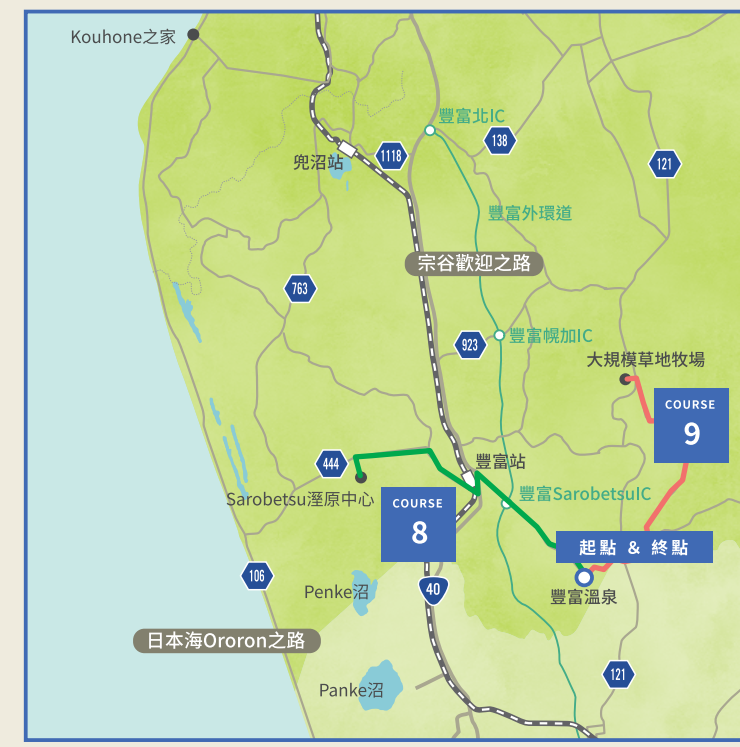 Kouhone之家
豐富北IC
138
1118
兜沼站
121
豐富外環道
宗谷歡迎之路
763
豐富幌加IC
923
大規模草地牧場
COURSE
9
444
豐富站
Sarobetsu溼原中心
豐富SarobetsuIC
COURSE
8
起點 & 終點
106
40
Penke沼
豐富溫泉
日本海Ororon之路
121
Panke沼